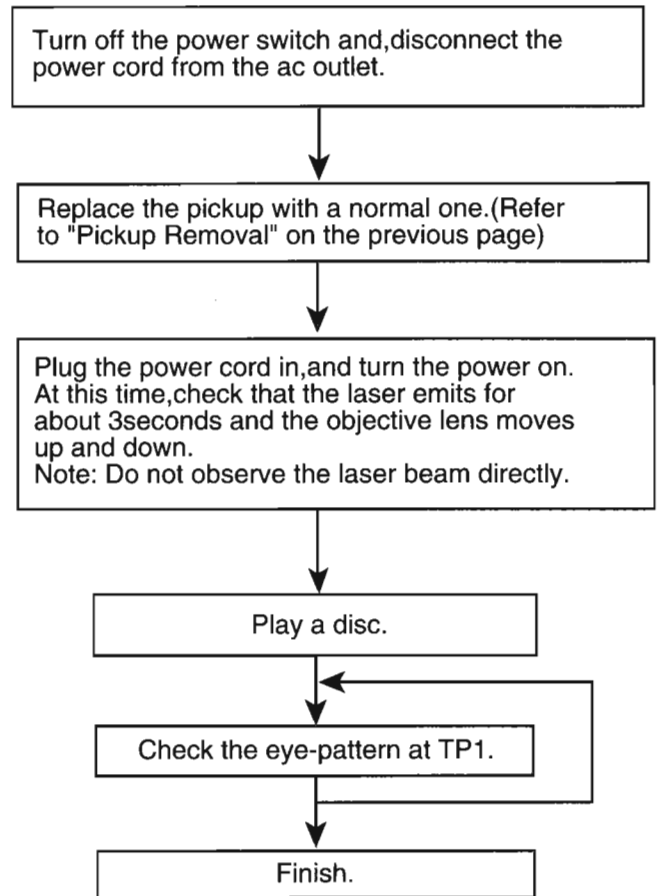 Turn off the power switch and,disconnect the
power cord from the ac outlet.
Replace the pickup with a normal one.(Refer
to "Pickup Removal" on the previous page)
Plug the power cord in,and turn the power on.
At this time,check that the laser emits for
about 3seconds and the objective lens moves
up and down.
Note: Do not observe the laser beam directly.
Play a disc.
Check the eye-pattern at TP1.
Finish.